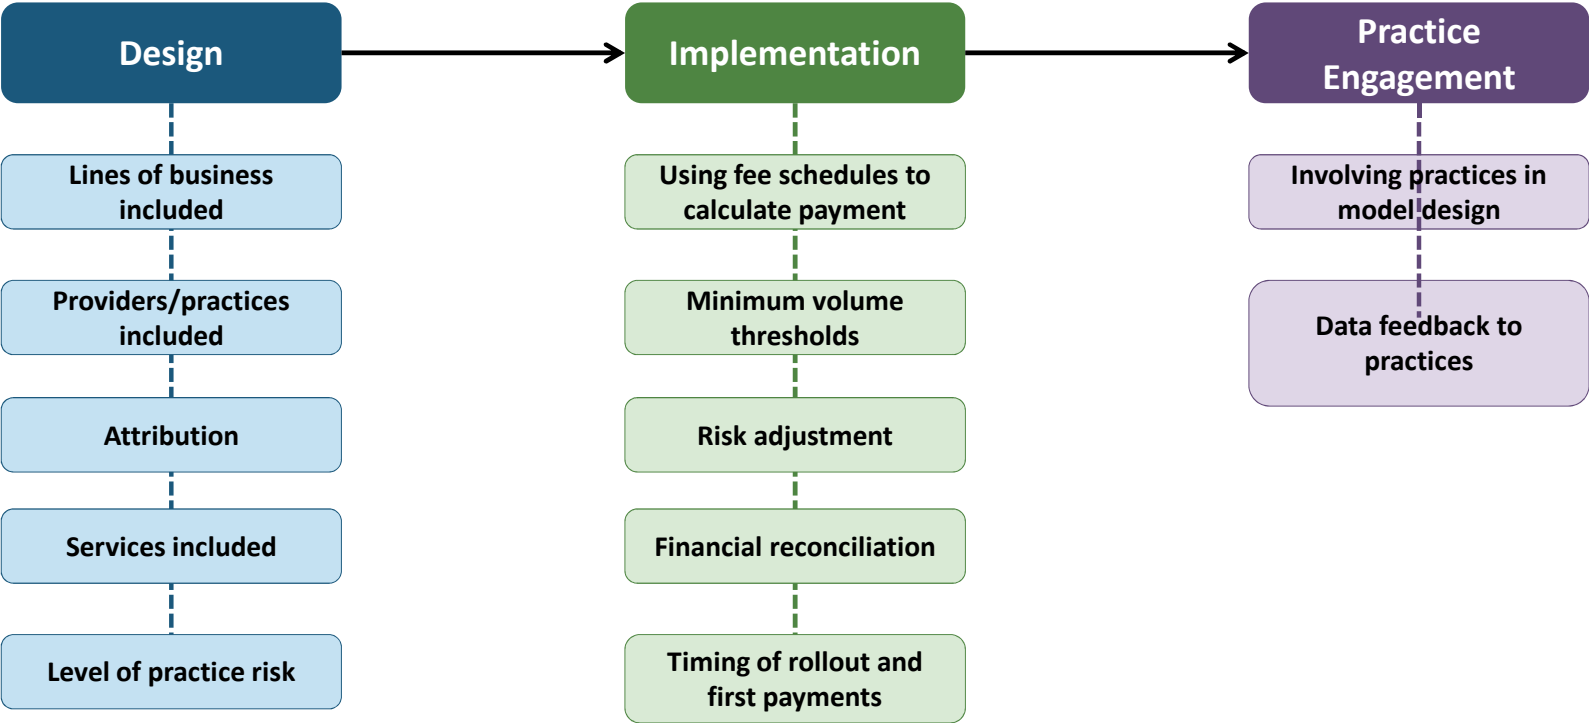 Design
Lines of business
included
Providers/practices
included
Attribution
Services included
Level of practice risk
Implementation
Using fee schedules to
calculate payment
Minimum volume
thresholds
Risk adjustment
Financial reconciliation
Timing of rollout and
first payments
Practice
Engagement
Involving practices in
model design
Data feedback to
practices